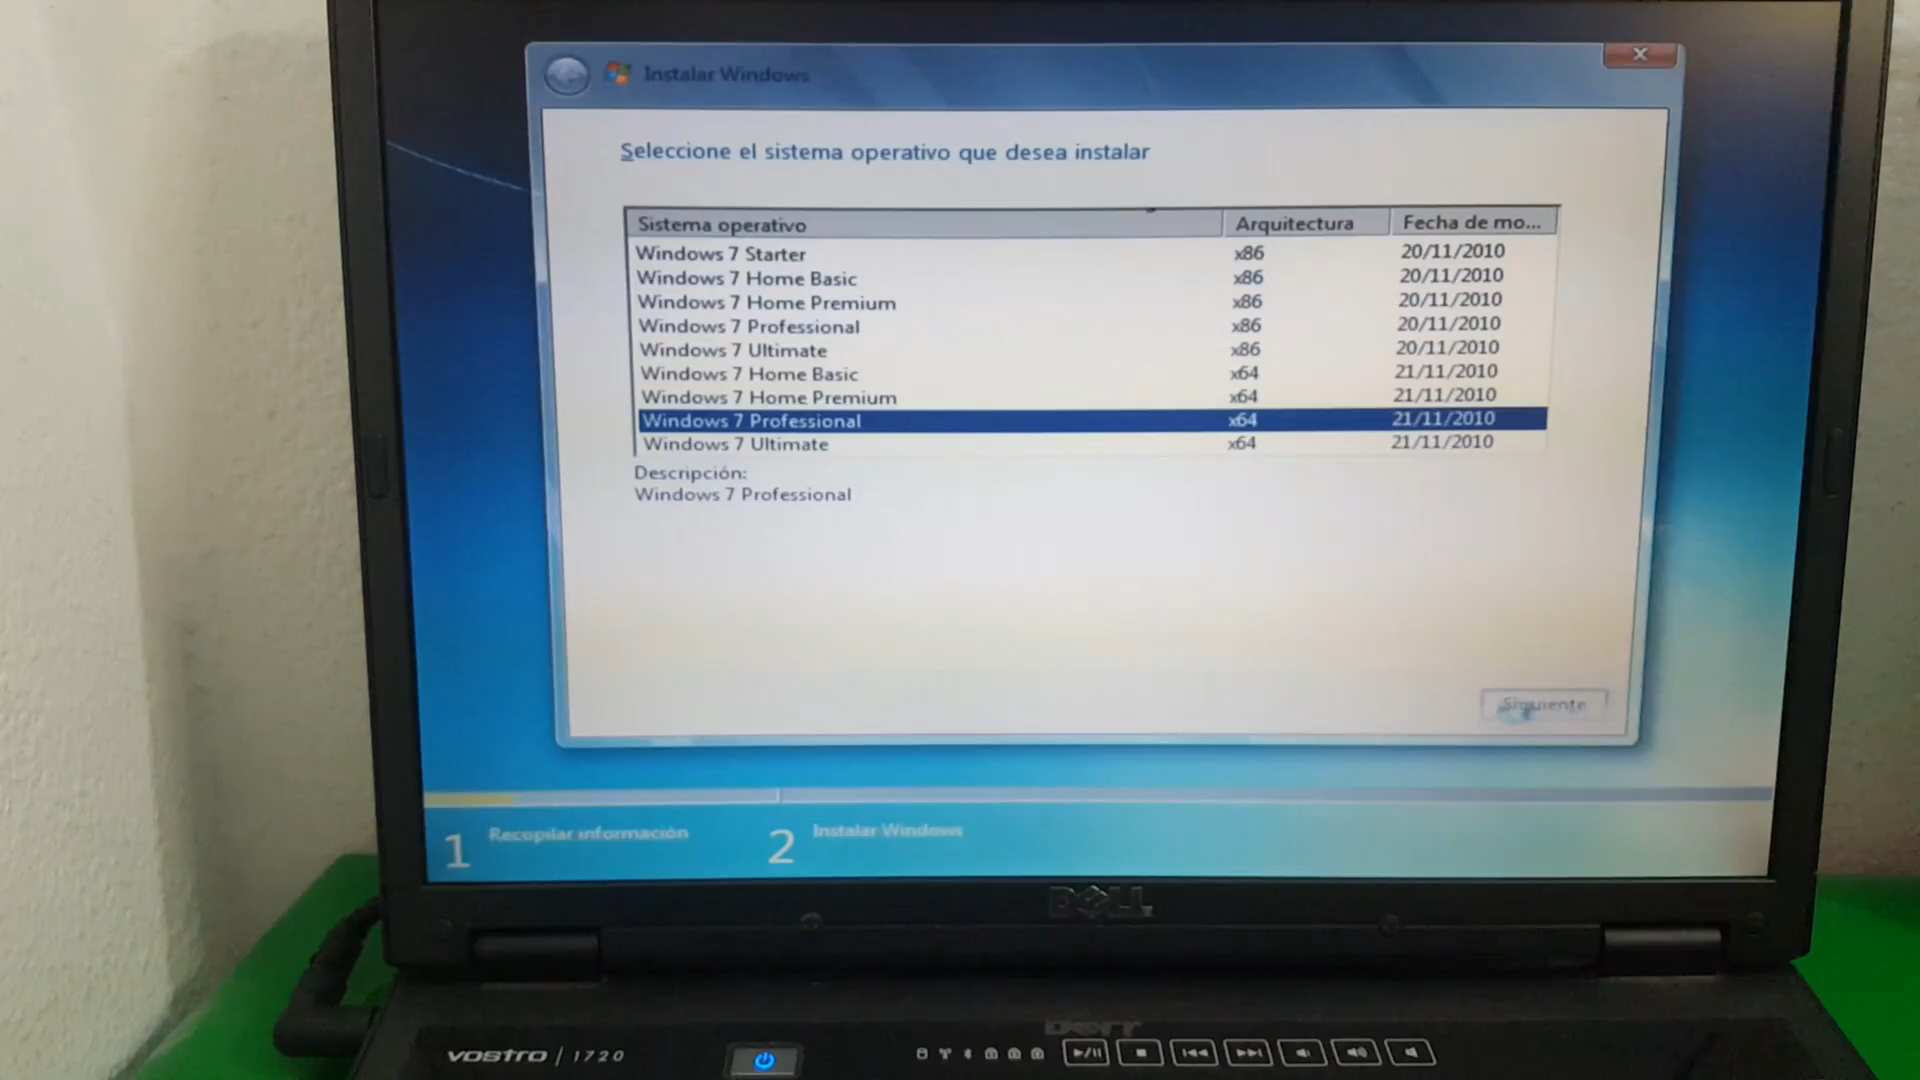 Instalar Windows
Seleccione el sistema operativo que desea instalar
Sistema operativo Arquitectura Fecha de mo...
Windows 7 Starter x86 20/11/2010
Windows 7 Home Basic x86 20/11/2010
Windows 7 Home Premium x86 20/11/2010
Windows 7 Professional x86 20/11/2010
Windows 7 Ultimate x86 20/11/2010
Windows 7 Home Basic x64 21/11/2010
Windows 7 Home Premium x64 21/11/2010
Windows 7 Professional x64 21/11/2010
Windows 7 Ultimate x64 21/11/2010
Descripción:
Windows 7 Professional
Siguiente
1 Recopilar información 2 Instalar Windows
DELL
VOSTRO | 1720